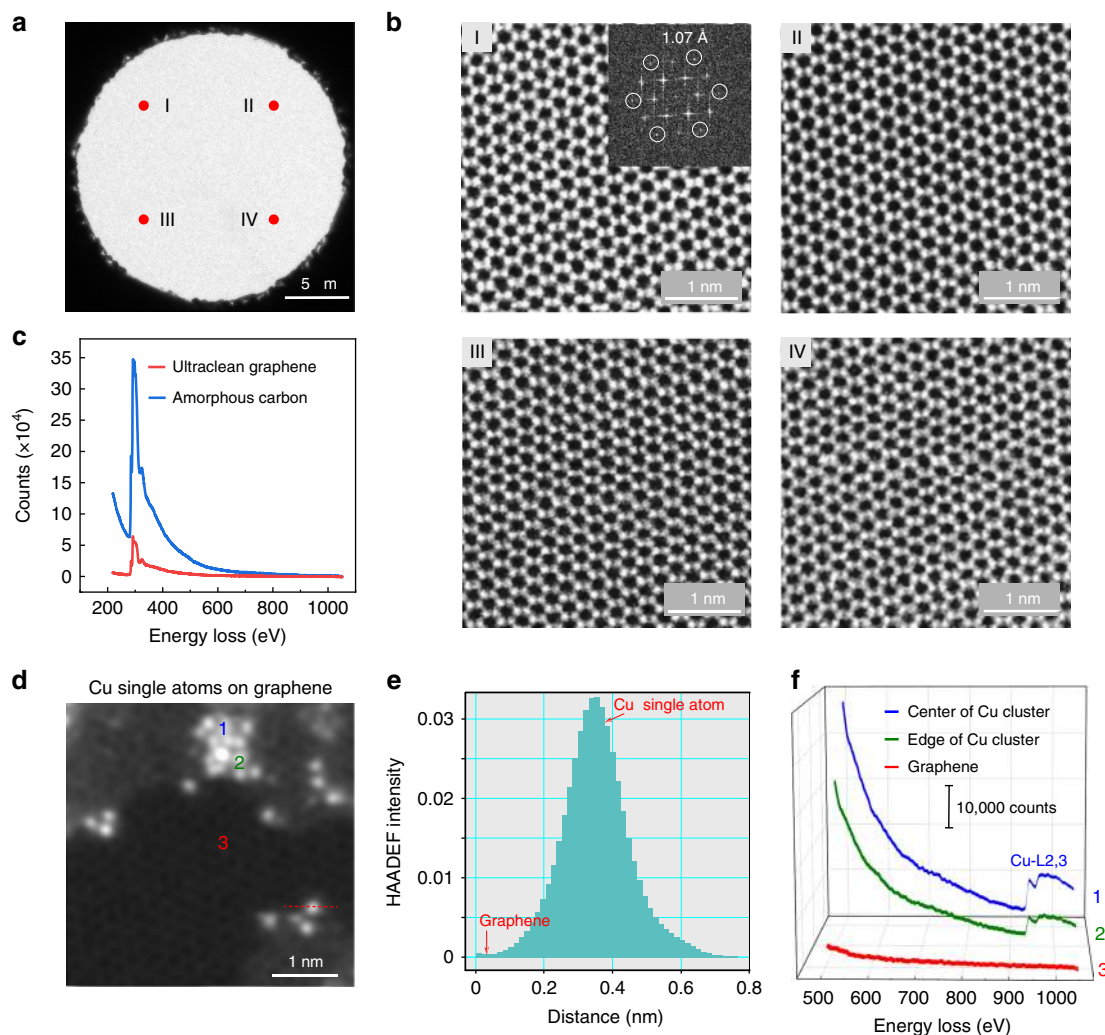 a
I
II
III
IV
5 m
b
I
1.07 Å
1 nm
II
1 nm
III
1 nm
IV
1 nm
c
35
30
25
20
15
10
5
0
Counts (×10⁴)
Ultraclean graphene
Amorphous carbon
200 400 600 800 1000
Energy loss (eV)
d
Cu single atoms on graphene
1
2
3
1 nm
e
0.03
0.02
0.01
0
HAADEF intensity
Cu single atom
Graphene
0 0.2 0.4 0.6 0.8
Distance (nm)
f
Center of Cu cluster
Edge of Cu cluster
Graphene
10,000 counts
Cu-L2,3
1
2
3
500 600 700 800 900 1000
Energy loss (eV)